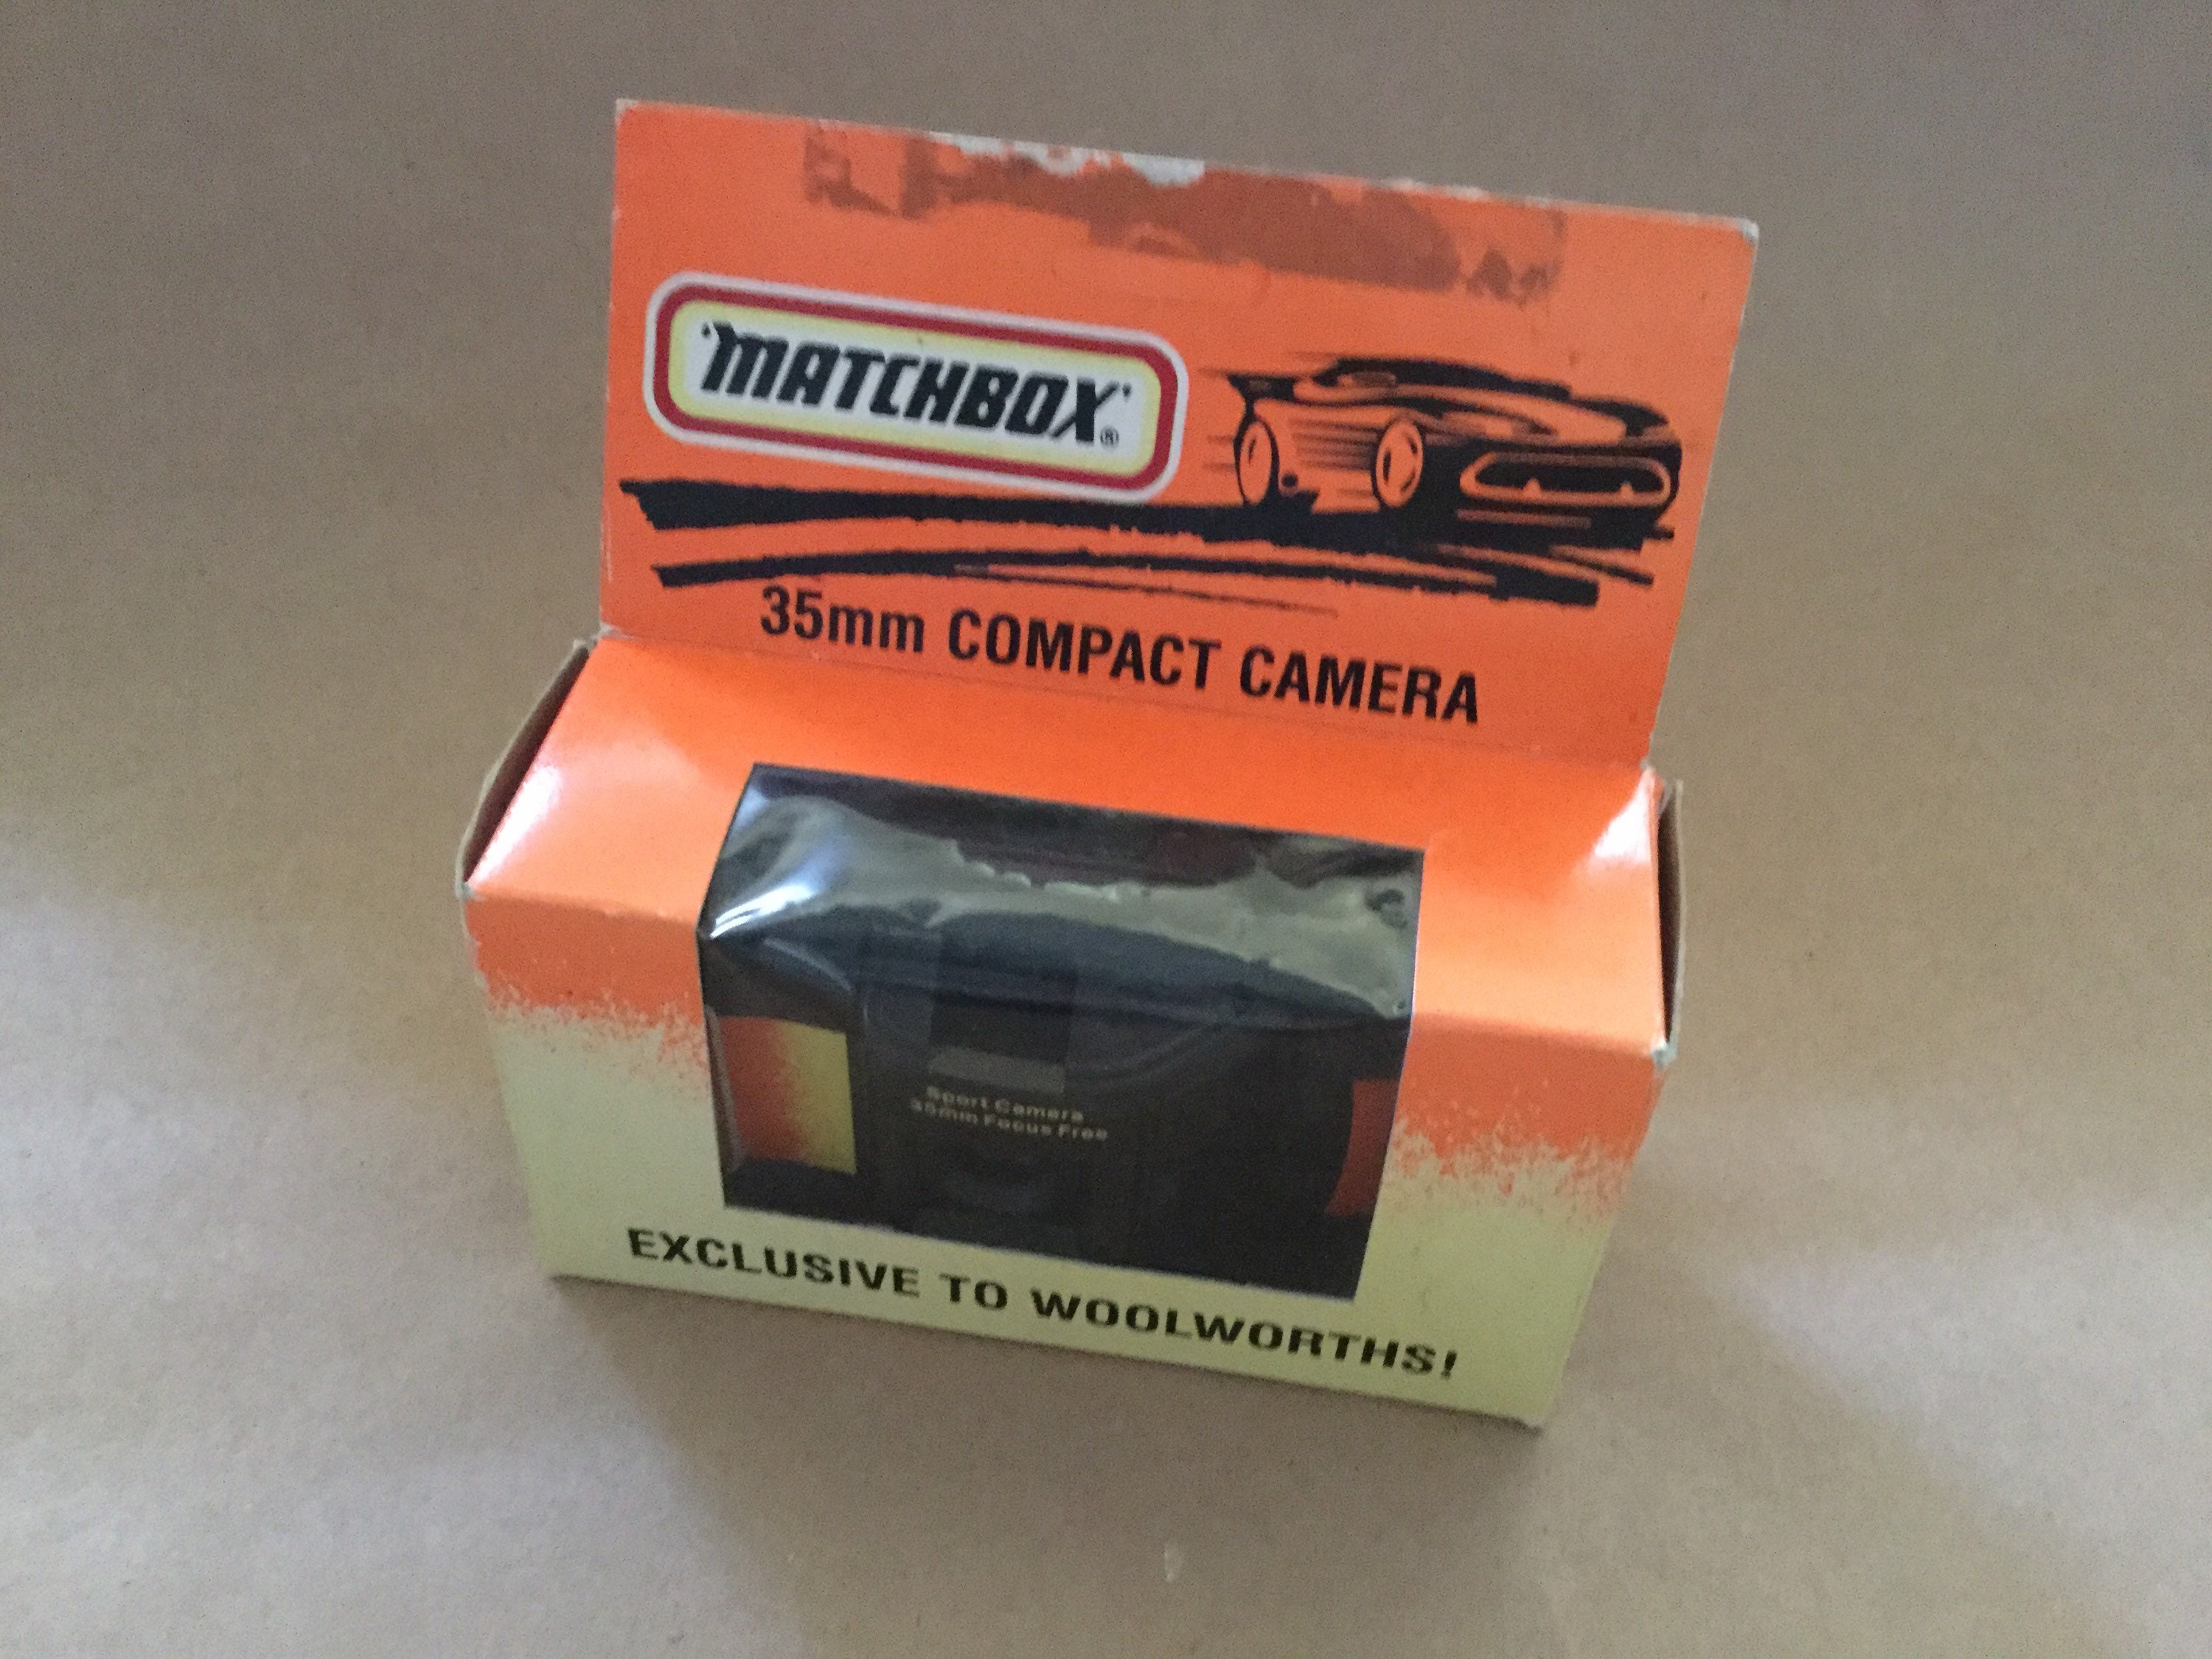 MATCHBOX®
35mm COMPACT CAMERA
Sport Camera
35mm Focus Free
EXCLUSIVE TO WOOLWORTHS!